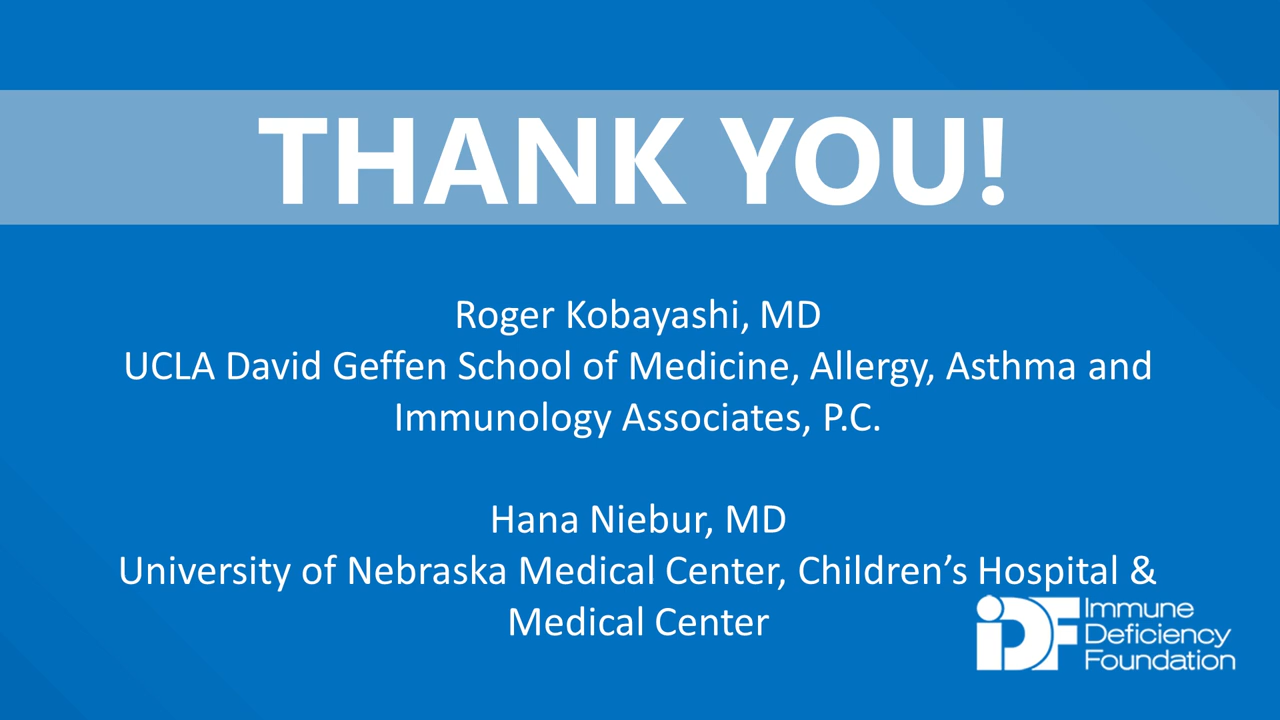 THANK YOU!
Roger Kobayashi, MD
UCLA David Geffen School of Medicine, Allergy, Asthma and
Immunology Associates, P.C.
Hana Niebur, MD
University of Nebraska Medical Center, Children’s Hospital &
Medical Center
iDF
Immune
Deficiency
Foundation